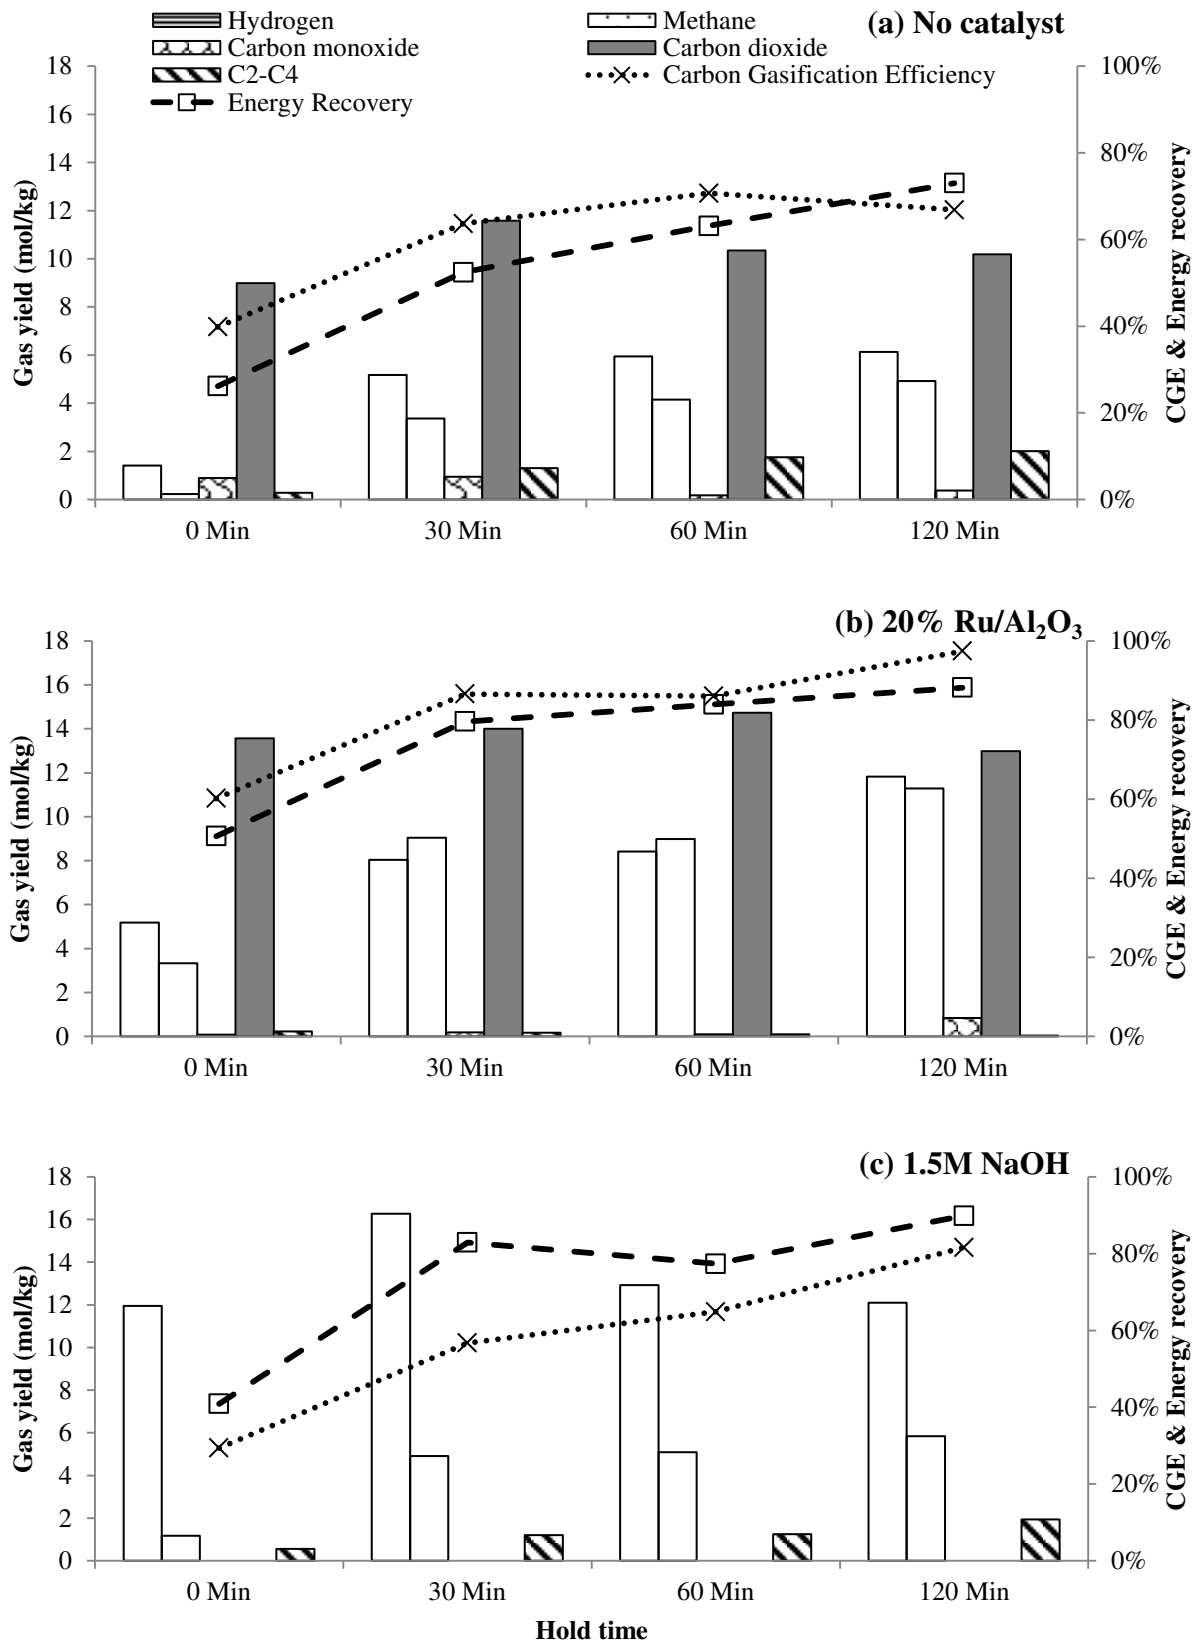 Hydrogen Methane (a) No catalyst
Carbon monoxide Carbon dioxide
C2-C4 Carbon Gasification Efficiency
Energy Recovery
18 100%
16
14 80%
12
10 60%
8
6 40%
4
2 20%
0 0%
Gas yield (mol/kg)
CGE & Energy recovery
0 Min 30 Min 60 Min 120 Min
(b) 20% Ru/Al₂O₃
18 100%
16
14 80%
12
10 60%
8
6 40%
4
2 20%
0 0%
Gas yield (mol/kg)
CGE & Energy recovery
0 Min 30 Min 60 Min 120 Min
(c) 1.5M NaOH
18 100%
16
14 80%
12
10 60%
8
6 40%
4
2 20%
0 0%
Gas yield (mol/kg)
CGE & Energy recovery
0 Min 30 Min 60 Min 120 Min
Hold time